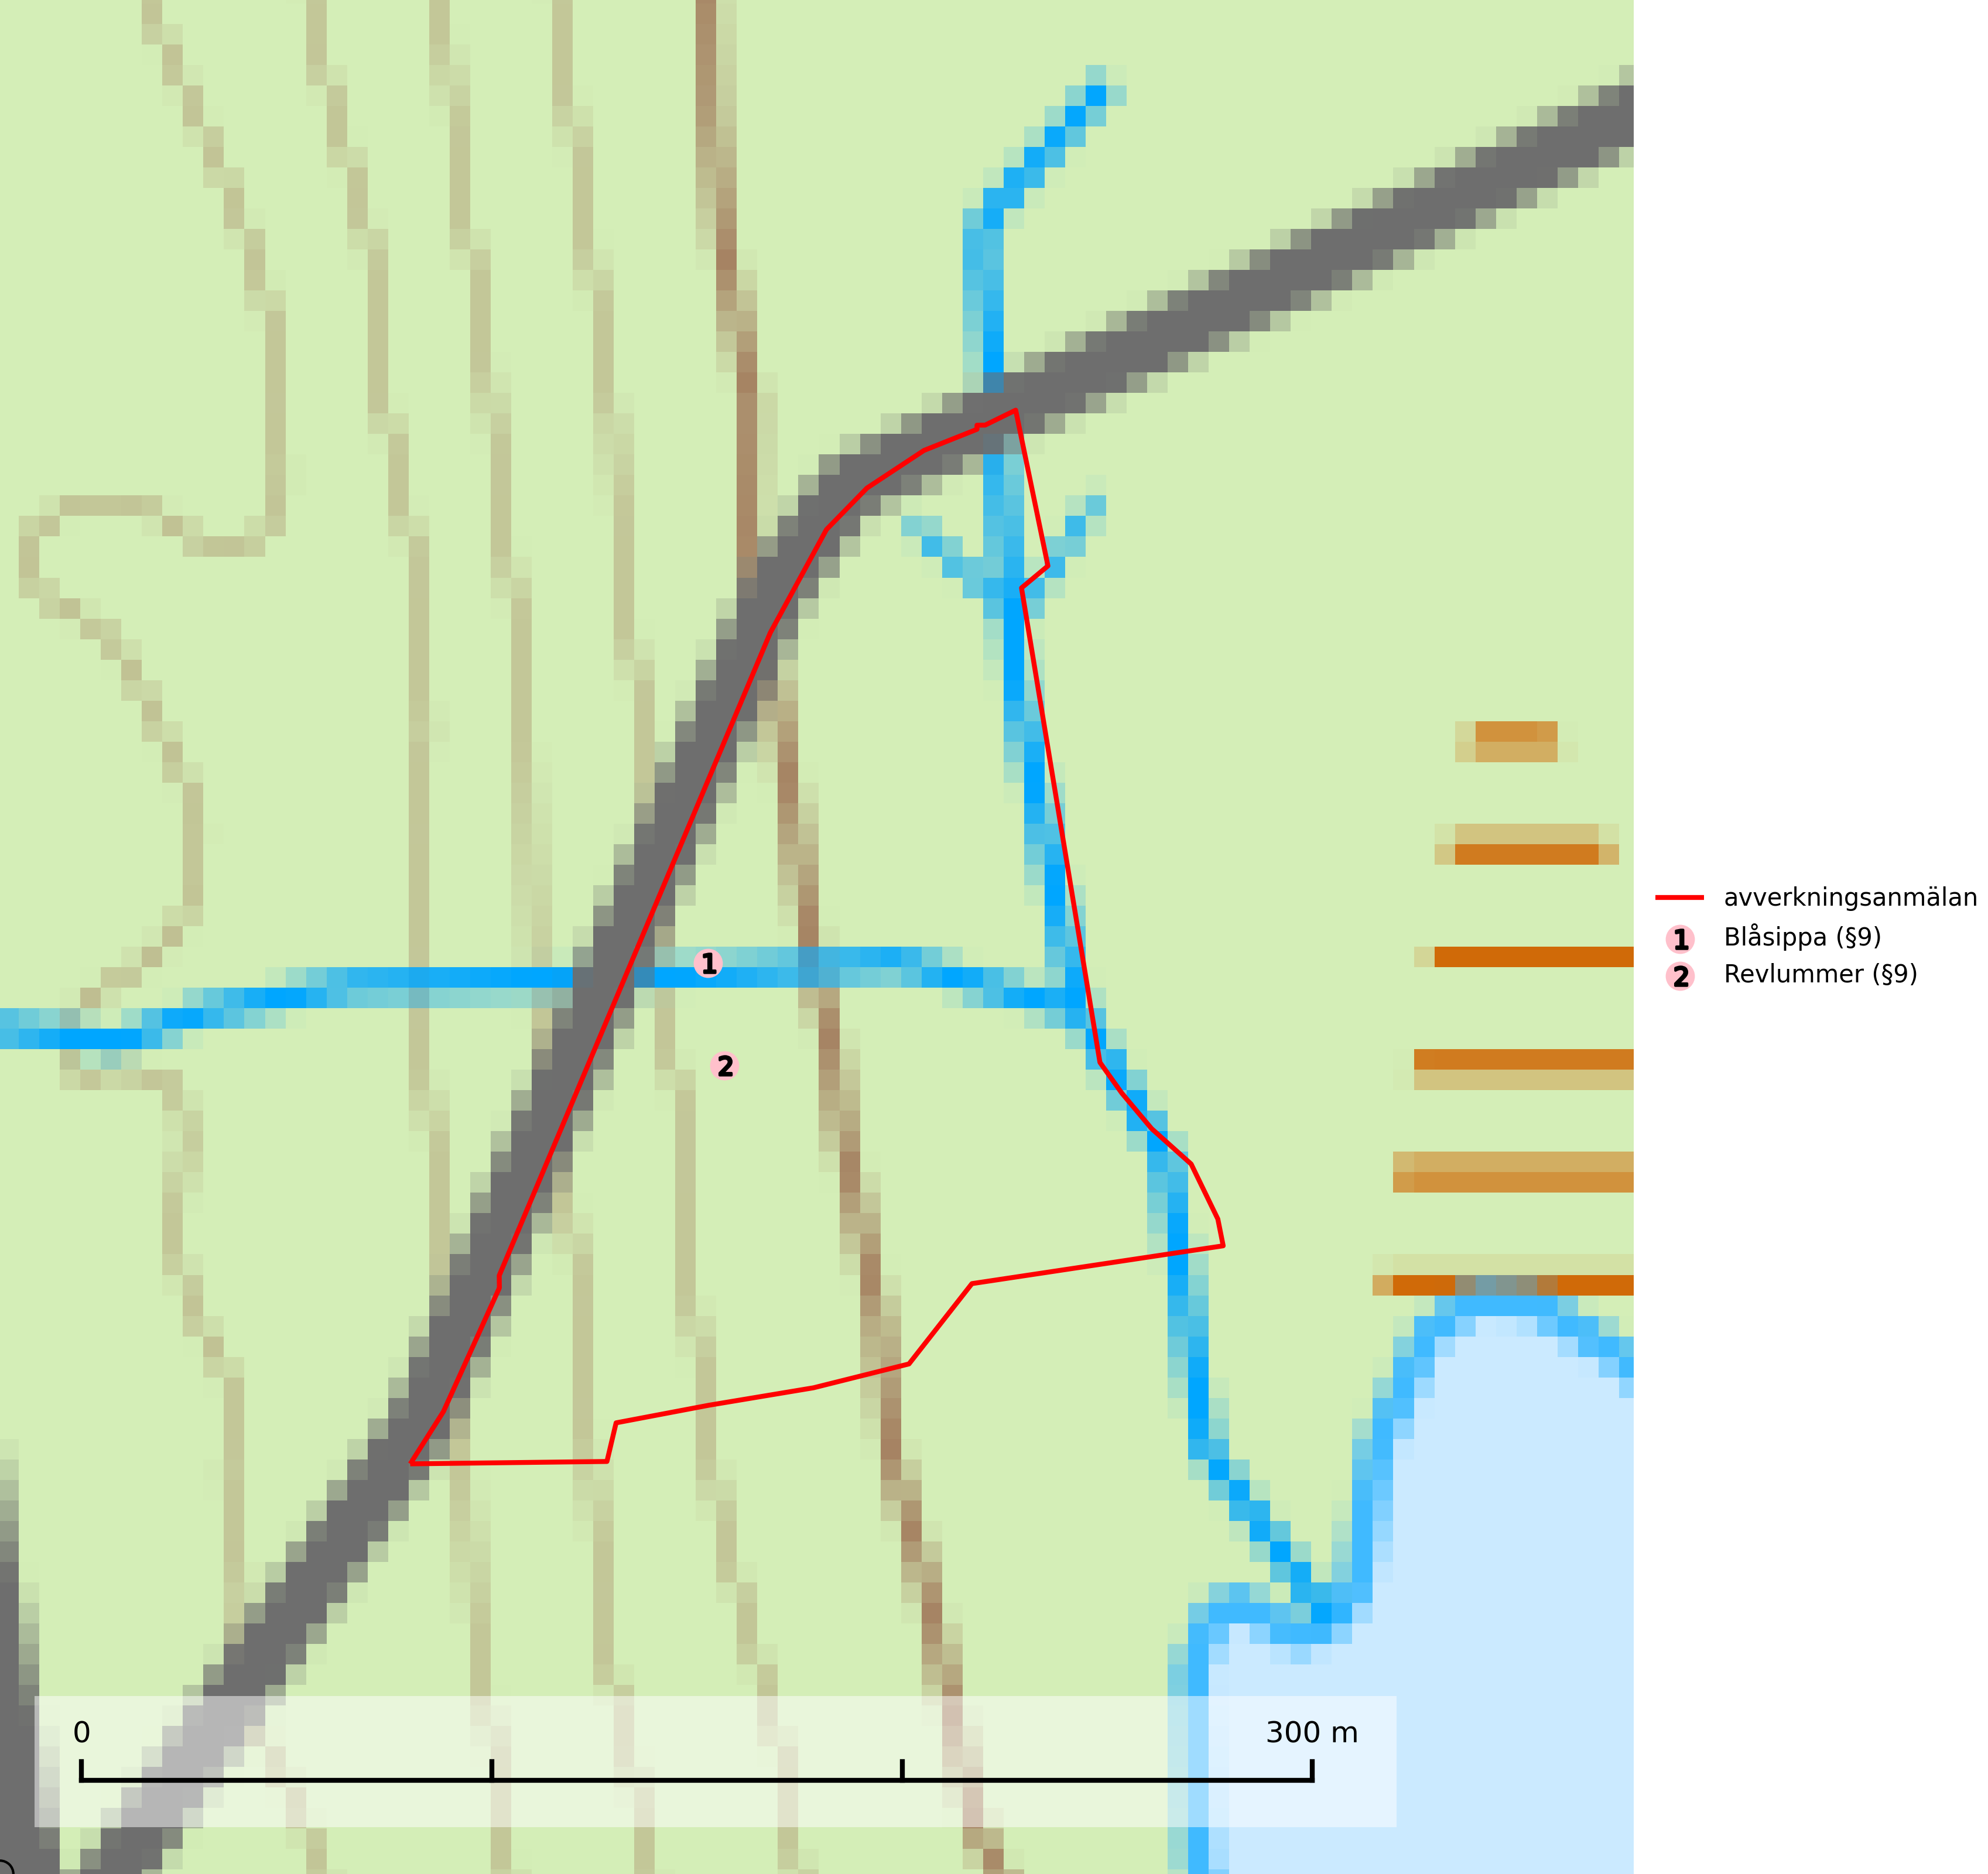 1
2
avverkningsanmälan
1 Blåsippa (§9)
2 Revlummer (§9)
0 300 m